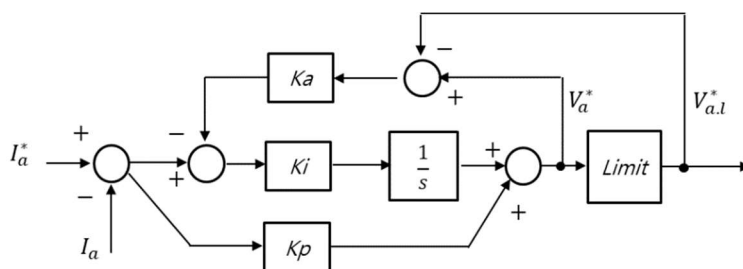 −
Ka
+
V_a^*
V_{a.l}^*
+
−
I_a^*
−
+
Ki
1/s
+
Limit
+
I_a
Kp